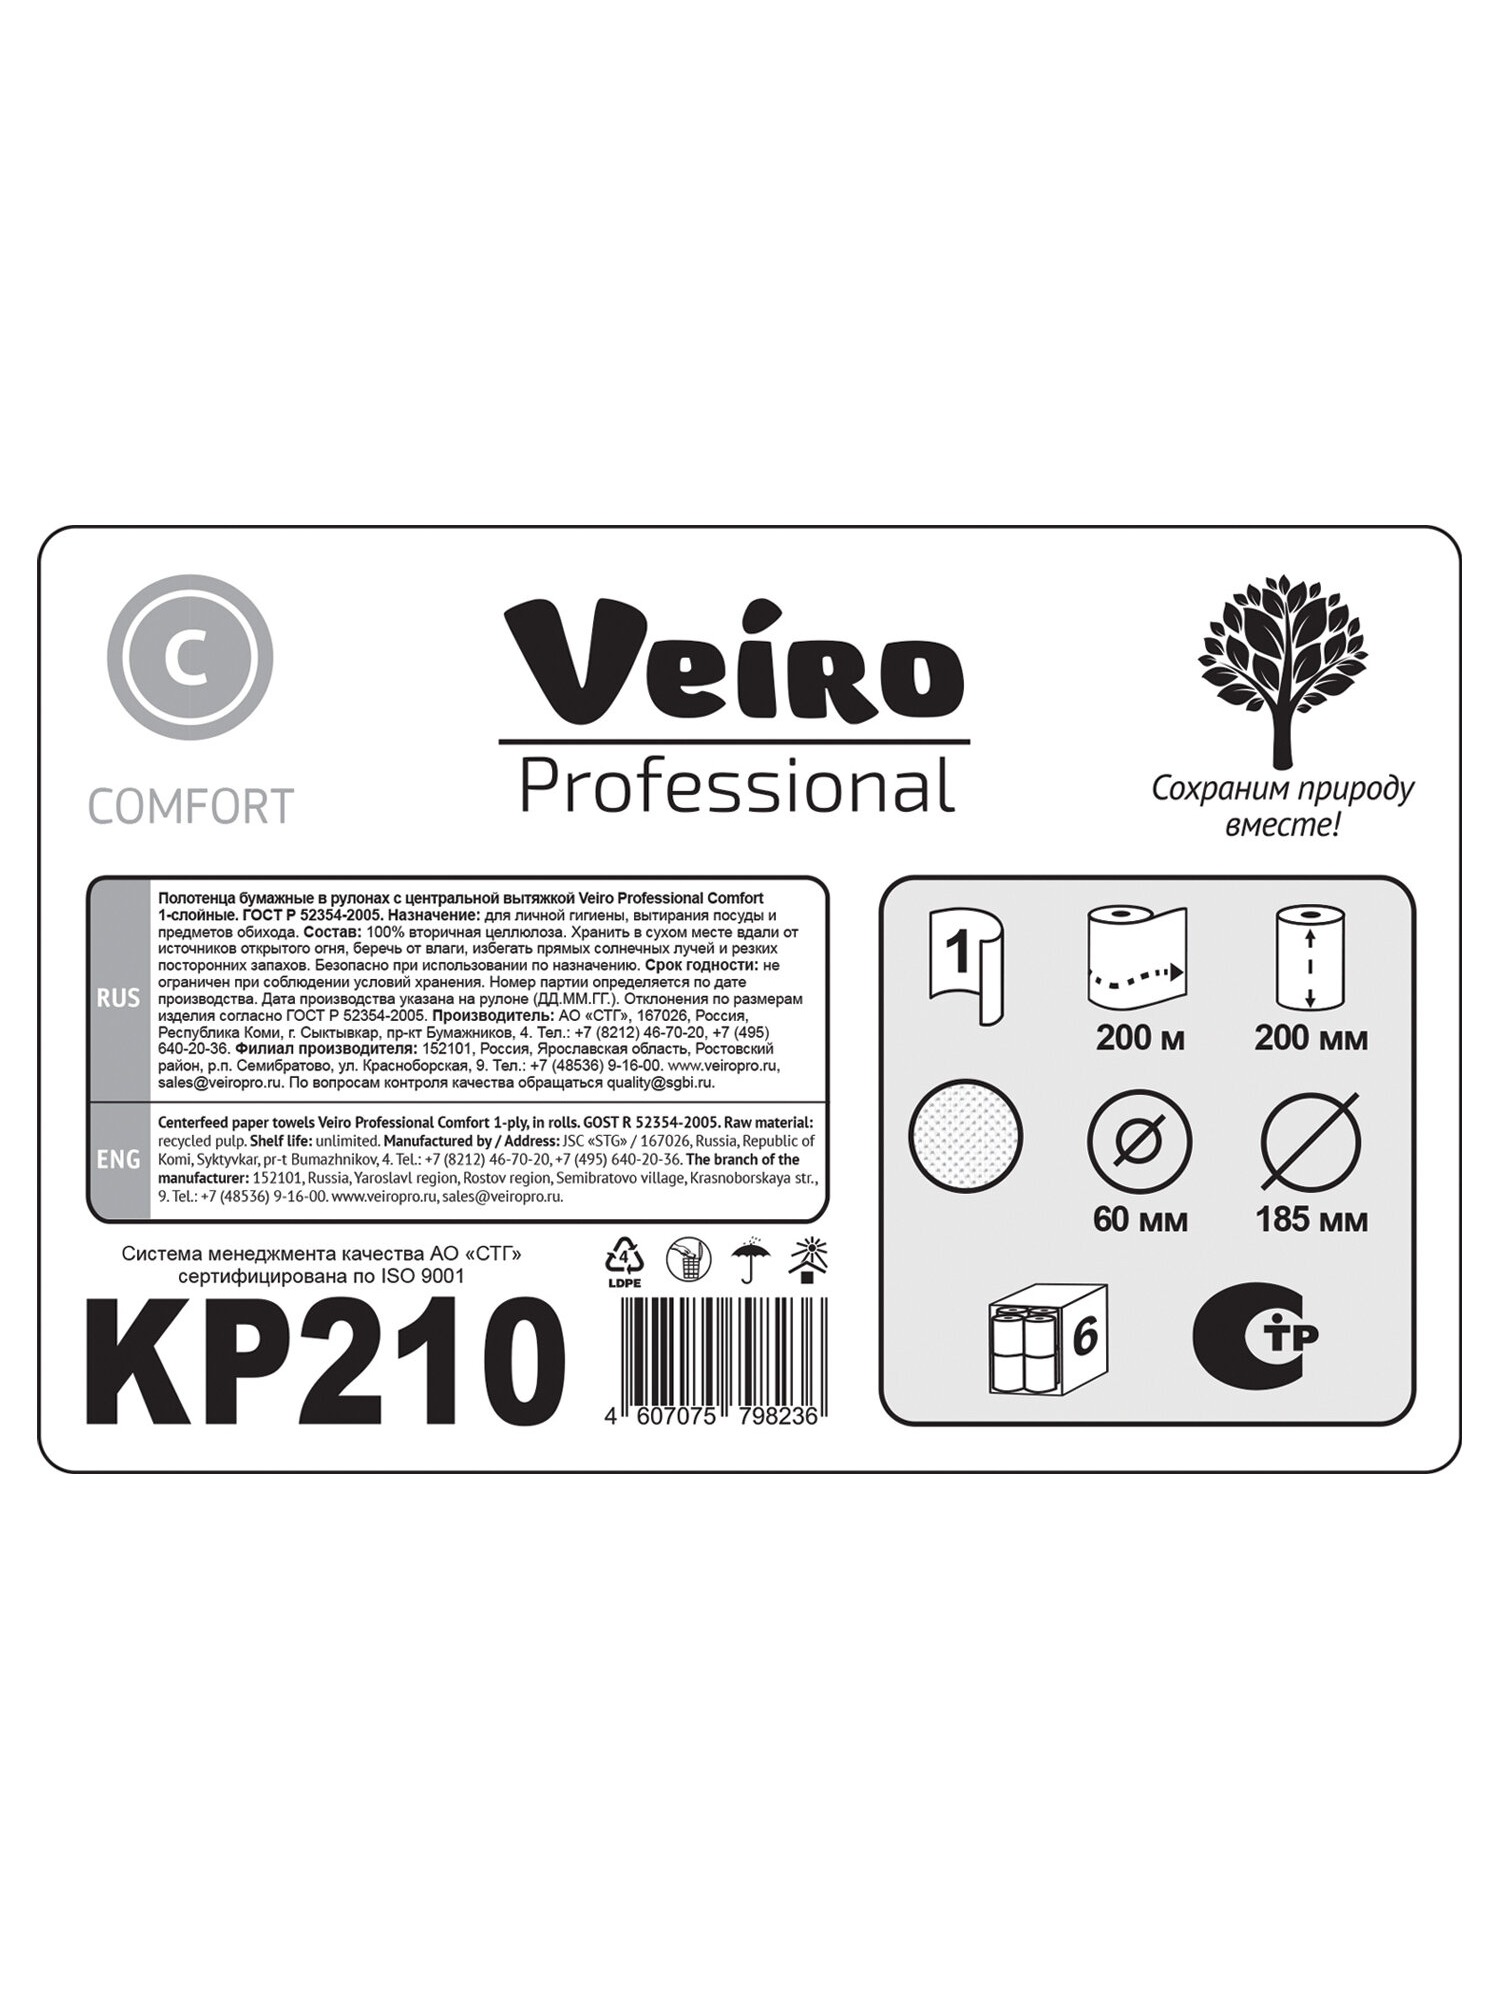 C
COMFORT
Veiro
Professional
Сохраним природу
вместе!
RUS
Полотенца бумажные в рулонах с центральной вытяжкой Veiro Professional Comfort
1-слойные. ГОСТ Р 52354-2005. Назначение: для личной гигиены, вытирания посуды и
предметов обихода. Состав: 100% вторичная целлюлоза. Хранить в сухом месте вдали от
источников открытого огня, беречь от влаги, избегать прямых солнечных лучей и резких
посторонних запахов. Безопасно при использовании по назначению. Срок годности: не
ограничен при соблюдении условий хранения. Номер партии определяется по дате
производства. Дата производства указана на рулоне (ДД.ММ.ГГ.). Отклонения по размерам
изделия согласно ГОСТ Р 52354-2005. Производитель: АО «СТГ», 167026, Россия,
Республика Коми, г. Сыктывкар, пр-кт Бумажников, 4. Тел.: +7 (8212) 46-70-20, +7 (495)
640-20-36. Филиал производителя: 152101, Россия, Ярославская область, Ростовский
район, р.п. Семибратово, ул. Красноборская, 9. Тел.: +7 (48536) 9-16-00. www.veiropro.ru,
sales@veiropro.ru. По вопросам контроля качества обращаться quality@sgbi.ru.
ENG
Centerfeed paper towels Veiro Professional Comfort 1-ply, in rolls. GOST R 52354-2005. Raw material:
recycled pulp. Shelf life: unlimited. Manufactured by / Address: JSC «STG» / 167026, Russia, Republic of
Komi, Syktyvkar, pr-t Bumazhnikov, 4. Tel.: +7 (8212) 46-70-20, +7 (495) 640-20-36. The branch of the
manufacturer: 152101, Russia, Yaroslavl region, Rostov region, Semibratovo village, Krasnoborskaya str.,
9. Tel.: +7 (48536) 9-16-00. www.veiropro.ru, sales@veiropro.ru.
Система менеджмента качества АО «СТГ»
сертифицирована по ISO 9001
4
LDPE
KP210
4 607075 798236
1
200 м
200 мм
60 мм
185 мм
6
СТР